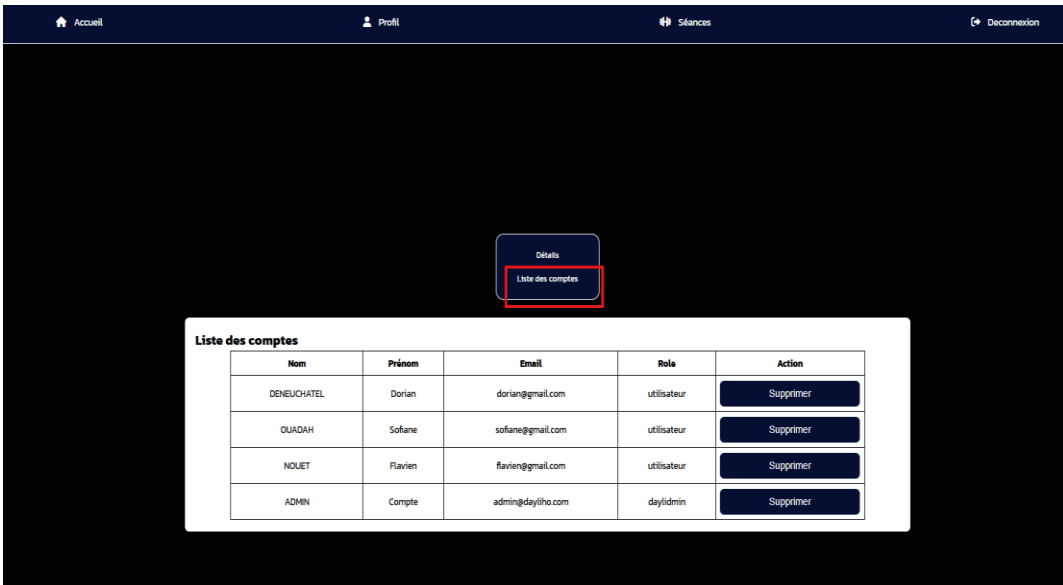 Accueil Profil Séances Deconnexion
Détails
Liste des comptes
Liste des comptes
Nom Prénom Email Role Action
DENEUCHATEL Dorian dorian@gmail.com utilisateur Supprimer
OUADAH Sofiane sofiane@gmail.com utilisateur Supprimer
NOUET Flavien flavien@gmail.com utilisateur Supprimer
ADMIN Compte admin@dayliho.com daylidmin Supprimer